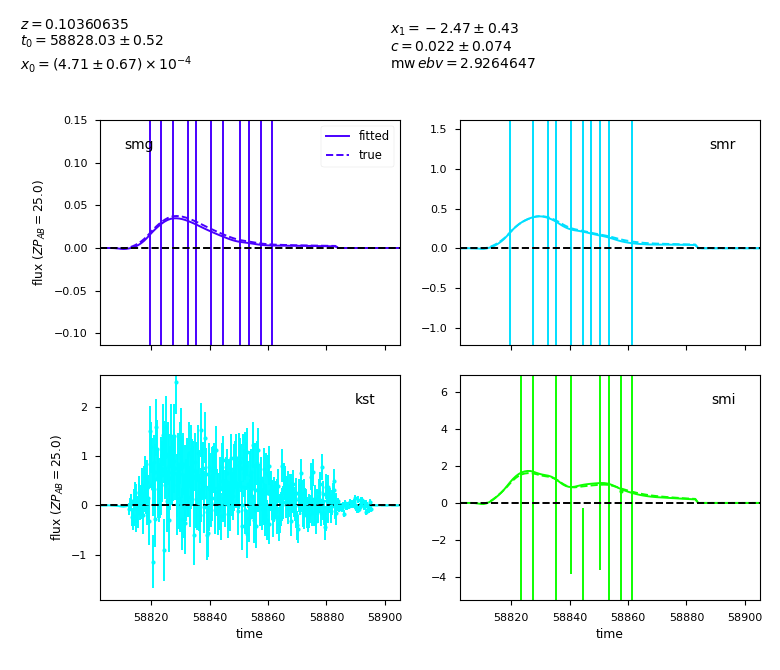 z = 0.10360635
t₀ = 58828.03 ± 0.52
x₀ = (4.71 ± 0.67) × 10⁻⁴
x₁ = −2.47 ± 0.43
c = 0.022 ± 0.074
mw ebv = 2.9264647
smg
fitted
true
0.15
0.10
0.05
0.00
−0.05
−0.10
flux (ZP_AB = 25.0)
smr
1.5
1.0
0.5
0.0
−0.5
−1.0
kst
2
1
0
−1
flux (ZP_AB = 25.0)
58820 58840 58860 58880 58900
time
smi
6
4
2
0
−2
−4
58820 58840 58860 58880 58900
time